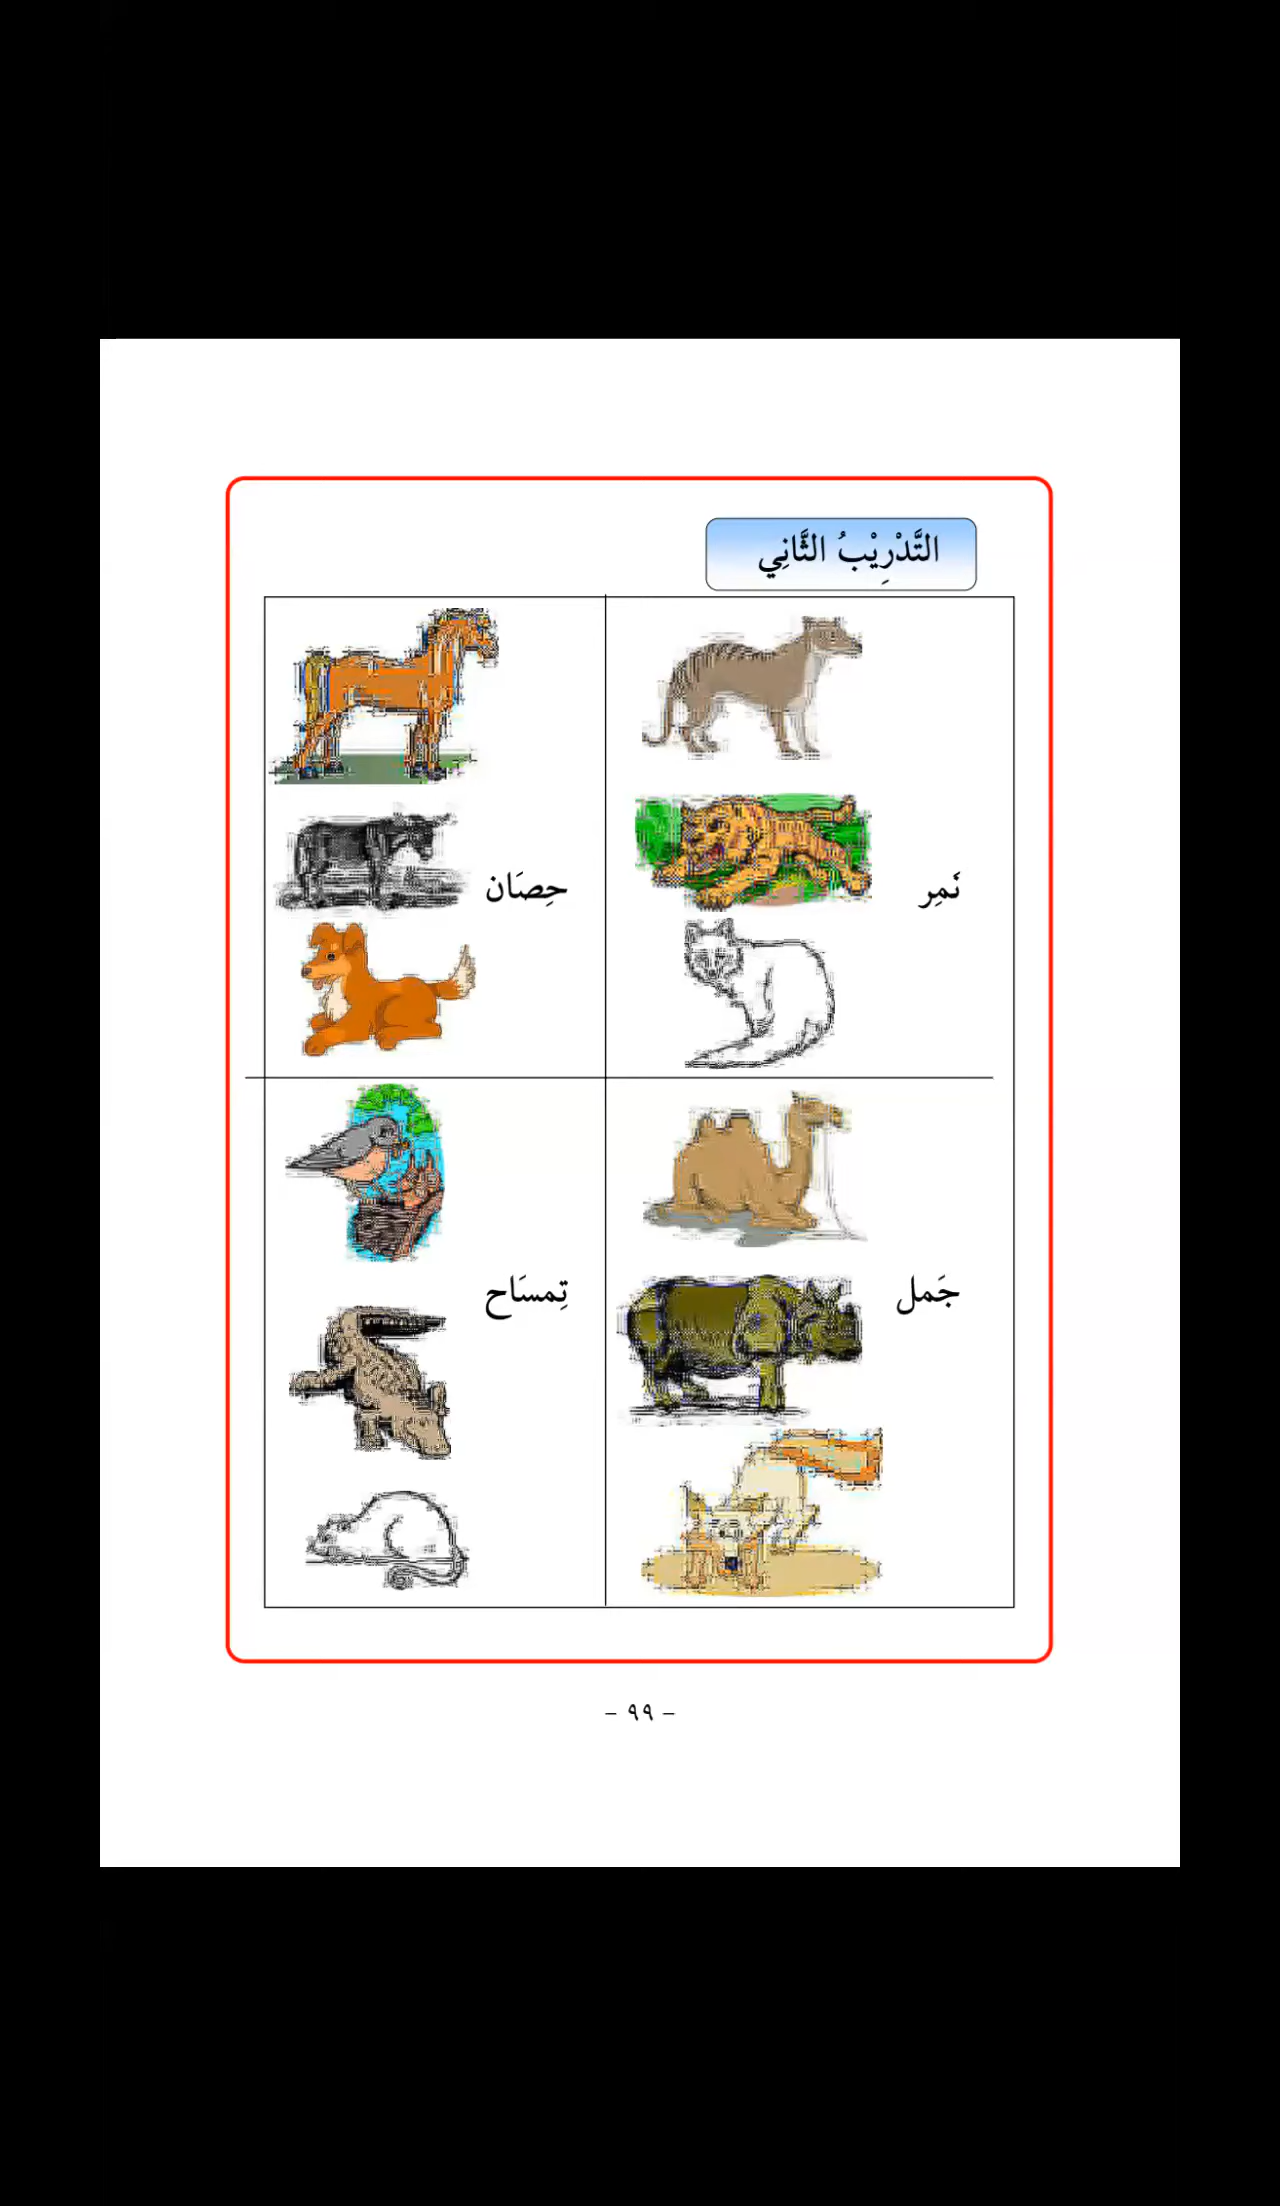 التَّدْرِيْبُ الثَّانِي
نَمِر
حِصَان
جَمل
تِمسَاح
- ٩٩ -